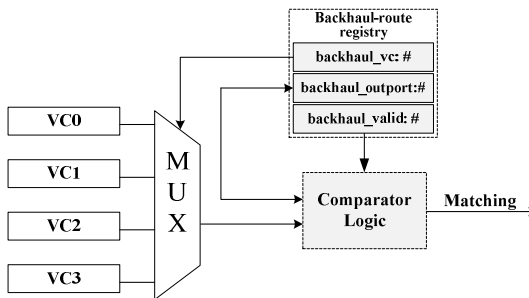 Backhaul-route
registry
backhaul_vc: #
backhaul_outport:#
backhaul_valid: #
VC0
VC1
VC2
VC3
M
U
X
Comparator
Logic
Matching